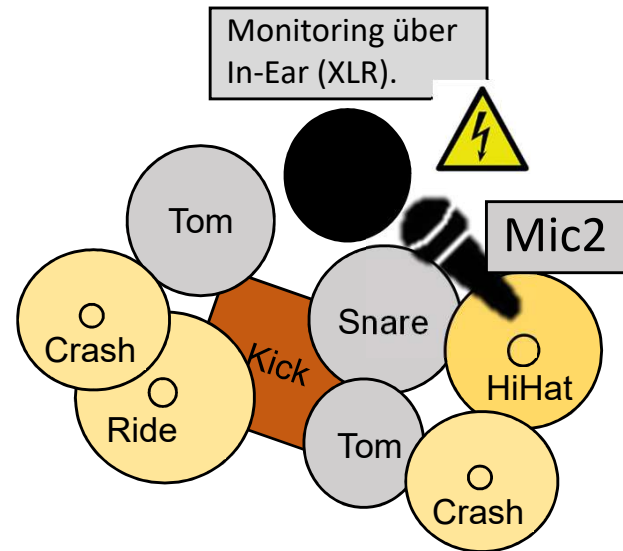 Monitoring über
In-Ear (XLR).
Tom
Mic2
Snare
Crash
Kick
HiHat
Ride
Tom
Crash